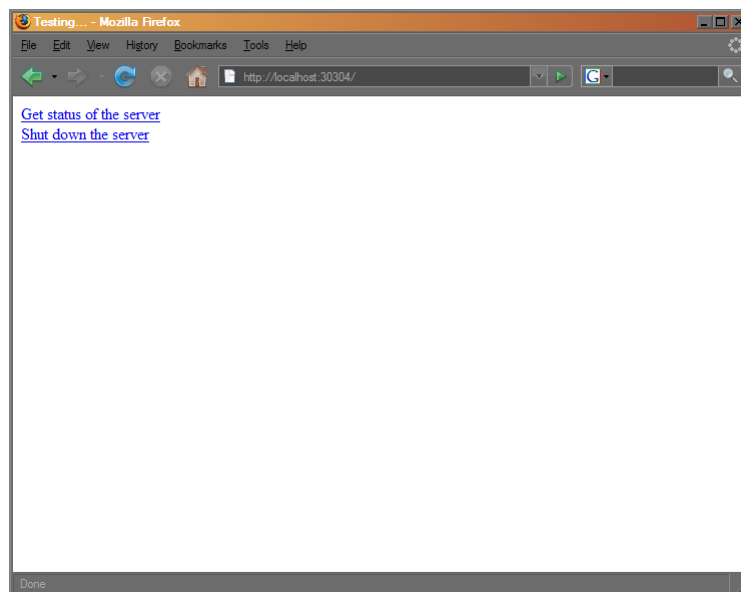 Testing... - Mozilla Firefox
File Edit View History Bookmarks Tools Help
http://localhost:30304/ G
Get status of the server
Shut down the server
Done